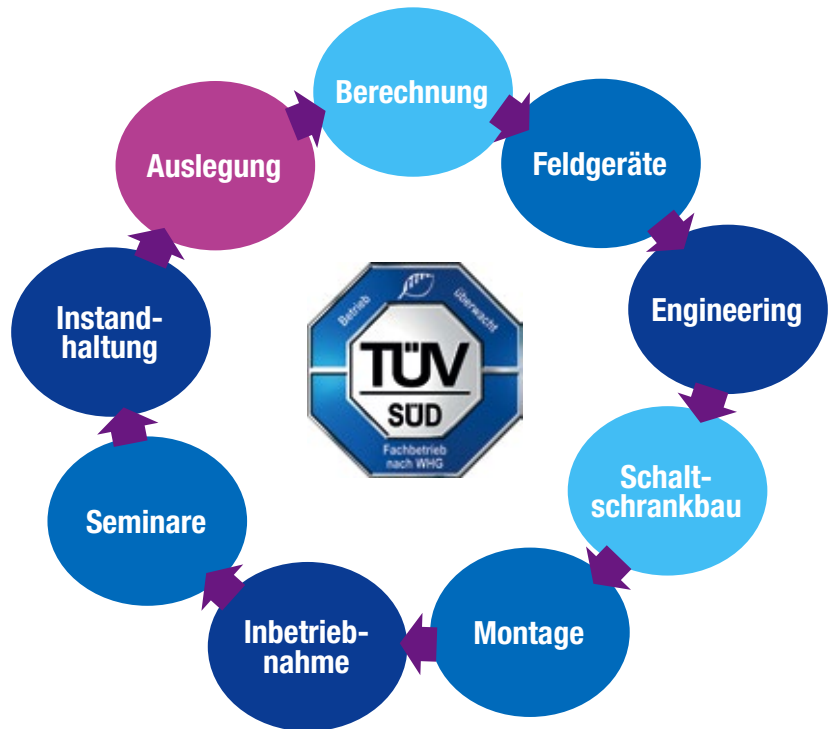 Berechnung
Feldgeräte
Engineering
Schalt-
schrankbau
Montage
Inbetrieb-
nahme
Seminare
Instand-
haltung
Auslegung
Betrieb
überwacht
TÜV
SÜD
Fachbetrieb
nach WHG